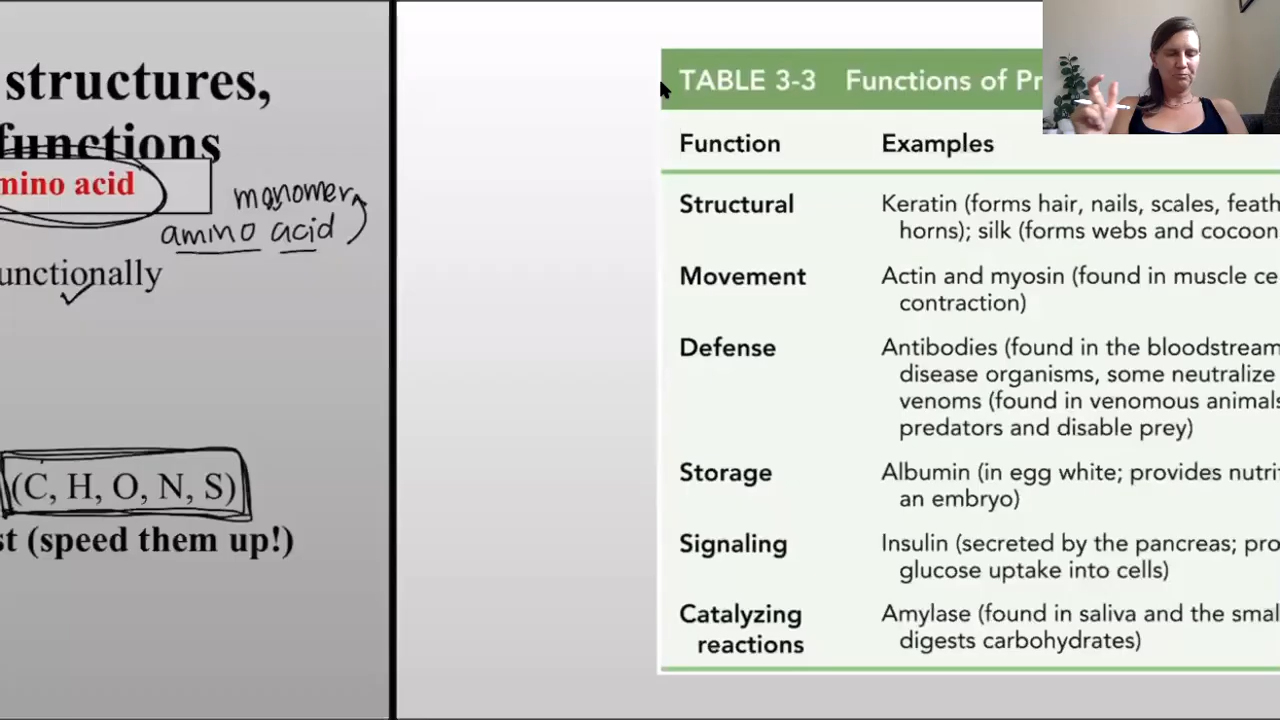 structures,
functions
mino acid
monomer
amino acid
unctionally
(C, H, O, N, S)
st (speed them up!)
TABLE 3-3 Functions of Pr
Function Examples
Structural Keratin (forms hair, nails, scales, feath
horns); silk (forms webs and cocoon
Movement Actin and myosin (found in muscle ce
contraction)
Defense Antibodies (found in the bloodstream
disease organisms, some neutralize
venoms (found in venomous animals
predators and disable prey)
Storage Albumin (in egg white; provides nutri
an embryo)
Signaling Insulin (secreted by the pancreas; pro
glucose uptake into cells)
Catalyzing Amylase (found in saliva and the smal
reactions digests carbohydrates)